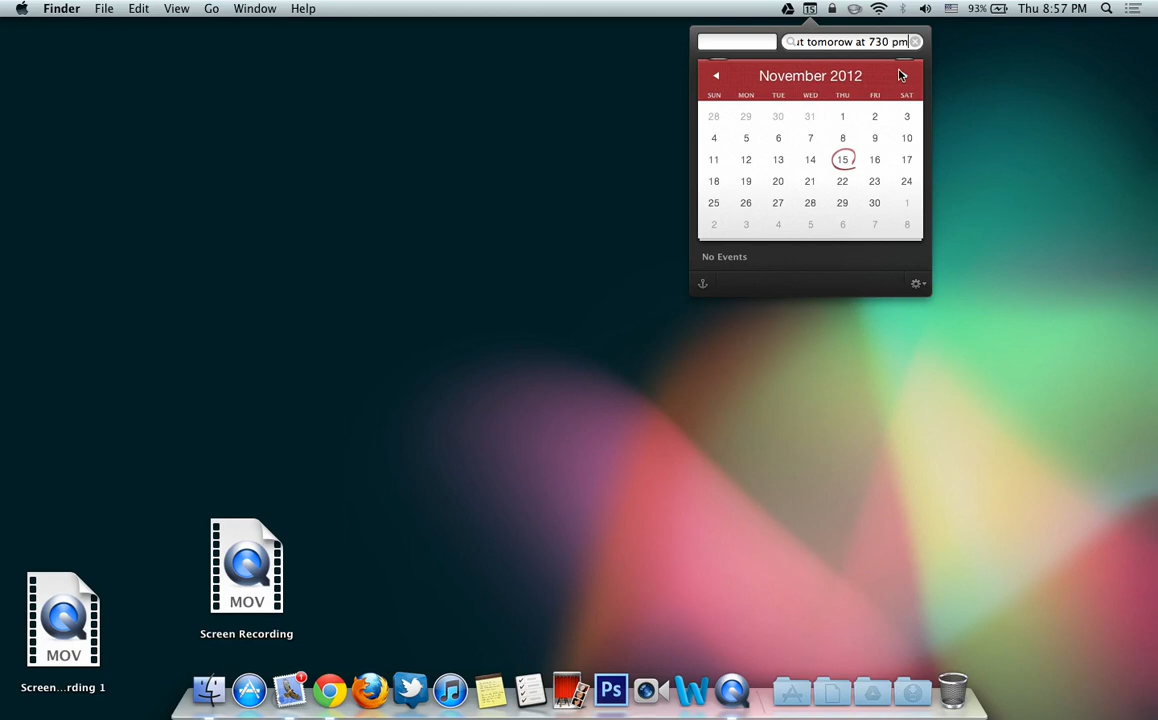 Finder File Edit View Go Window Help 15 93% Thu 8:57 PM
ut tomorow at 730 pm
November 2012
SUN MON TUE WED THU FRI SAT
28 29 30 31 1 2 3
4 5 6 7 8 9 10
11 12 13 14 15 16 17
18 19 20 21 22 23 24
25 26 27 28 29 30 1
2 3 4 5 6 7 8
No Events
MOV
Screen Recording
MOV
Screen...rding 1
1 Ps W